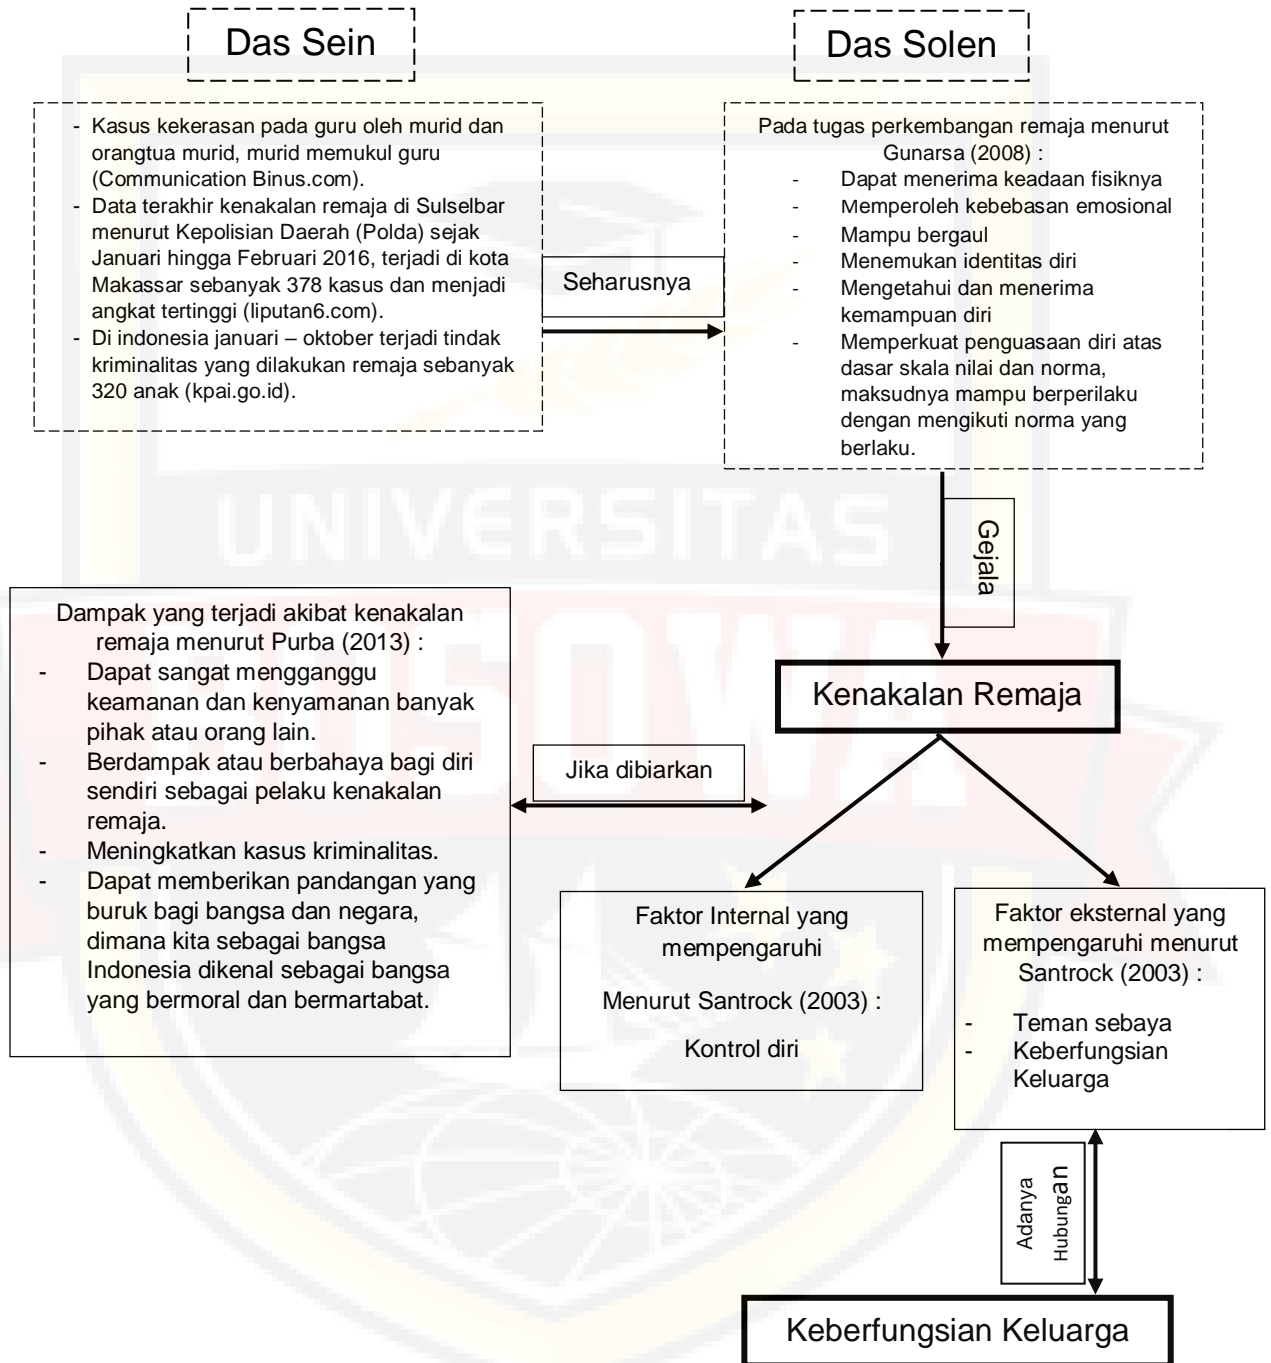 Das Sein
Das Solen
- Kasus kekerasan pada guru oleh murid dan
orangtua murid, murid memukul guru
(Communication Binus.com).
- Data terakhir kenakalan remaja di Sulselbar
menurut Kepolisian Daerah (Polda) sejak
Januari hingga Februari 2016, terjadi di kota
Makassar sebanyak 378 kasus dan menjadi
angkat tertinggi (liputan6.com).
- Di indonesia januari – oktober terjadi tindak
kriminalitas yang dilakukan remaja sebanyak
320 anak (kpai.go.id).
Seharusnya
Pada tugas perkembangan remaja menurut
Gunarsa (2008) :
- Dapat menerima keadaan fisiknya
- Memperoleh kebebasan emosional
- Mampu bergaul
- Menemukan identitas diri
- Mengetahui dan menerima
kemampuan diri
- Memperkuat penguasaan diri atas
dasar skala nilai dan norma,
maksudnya mampu berperilaku
dengan mengikuti norma yang
berlaku.
UNIVERSITAS
BOSOWA
Gejala
Dampak yang terjadi akibat kenakalan
remaja menurut Purba (2013) :
- Dapat sangat mengganggu
keamanan dan kenyamanan banyak
pihak atau orang lain.
- Berdampak atau berbahaya bagi diri
sendiri sebagai pelaku kenakalan
remaja.
- Meningkatkan kasus kriminalitas.
- Dapat memberikan pandangan yang
buruk bagi bangsa dan negara,
dimana kita sebagai bangsa
Indonesia dikenal sebagai bangsa
yang bermoral dan bermartabat.
Kenakalan Remaja
Jika dibiarkan
Faktor Internal yang
mempengaruhi
Menurut Santrock (2003) :
Kontrol diri
Faktor eksternal yang
mempengaruhi menurut
Santrock (2003) :
- Teman sebaya
- Keberfungsian
Keluarga
Adanya
Hubungan
Keberfungsian Keluarga